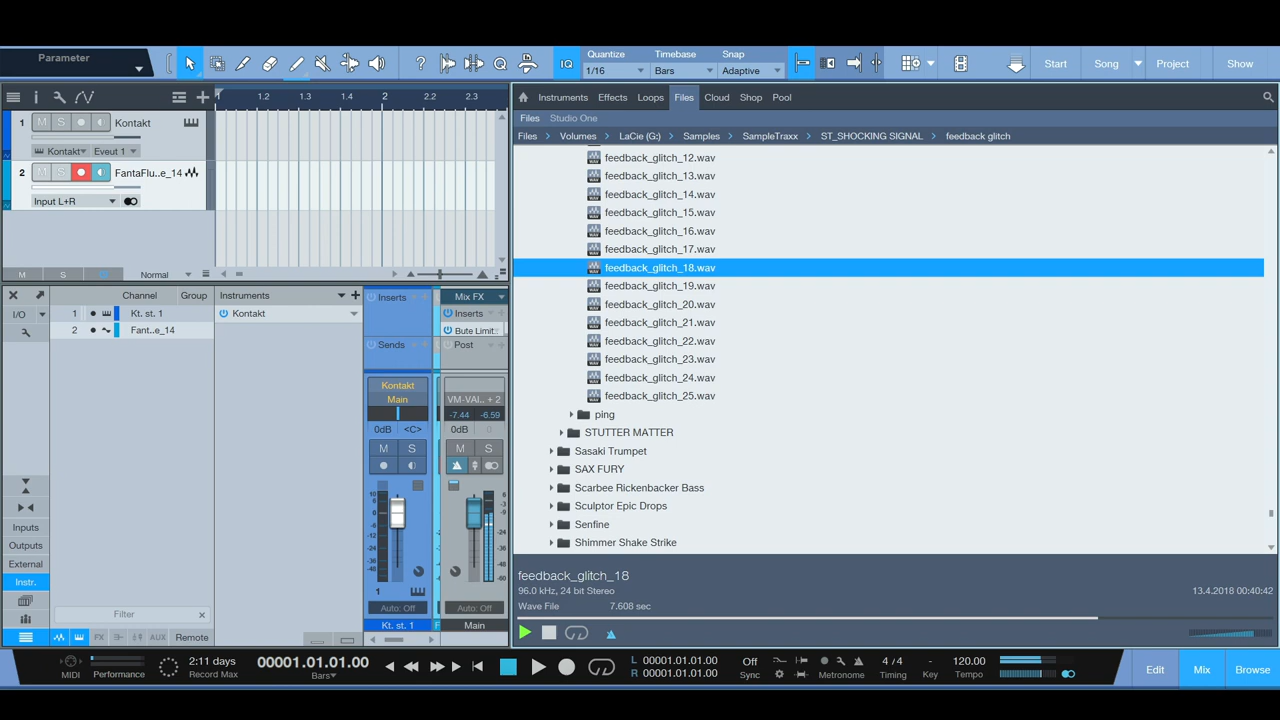 Parameter
Quantize
1/16
Timebase
Bars
Snap
Adaptive
IQ
Start
Song
Project
Show
1.2 1.3 1.4 2 2.2 2.3
Instruments Effects Loops Files Cloud Shop Pool
Files Studio One
Files Volumes LaCie (G:) Samples SampleTraxx ST_SHOCKING SIGNAL feedback glitch
1 M S Kontakt
Kontakt Eveut 1
2 M S FantaFlu..e_14
Input L+R
M S Normal
feedback_glitch_12.wav
feedback_glitch_13.wav
feedback_glitch_14.wav
feedback_glitch_15.wav
feedback_glitch_16.wav
feedback_glitch_17.wav
feedback_glitch_18.wav
feedback_glitch_19.wav
feedback_glitch_20.wav
feedback_glitch_21.wav
feedback_glitch_22.wav
feedback_glitch_23.wav
feedback_glitch_24.wav
feedback_glitch_25.wav
ping
STUTTER MATTER
Sasaki Trumpet
SAX FURY
Scarbee Rickenbacker Bass
Sculptor Epic Drops
Senfine
Shimmer Shake Strike
Channel Group
I/O
1 Kt. st. 1
2 Fant..e_14
Inputs
Outputs
External
Instr.
Filter
FX AUX Remote
Instruments
Kontakt
Inserts
Sends
Kontakt
Main
0dB <C>
M S
1
Auto: Off
Kt. st. 1
Mix FX
Inserts
Bute Limit..
Post
VM-VAI.. + 2
-7.44 -6.59
0dB 0
M S
Auto: Off
Main
feedback_glitch_18
96.0 kHz, 24 bit Stereo
13.4.2018 00:40:42
Wave File 7.608 sec
MIDI
Performance
2:11 days
Record Max
00001.01.01.00
Bars
L 00001.01.01.00
R 00001.01.01.00
Off
Sync
Metronome
4 / 4
Timing
-
Key
120.00
Tempo
Edit
Mix
Browse